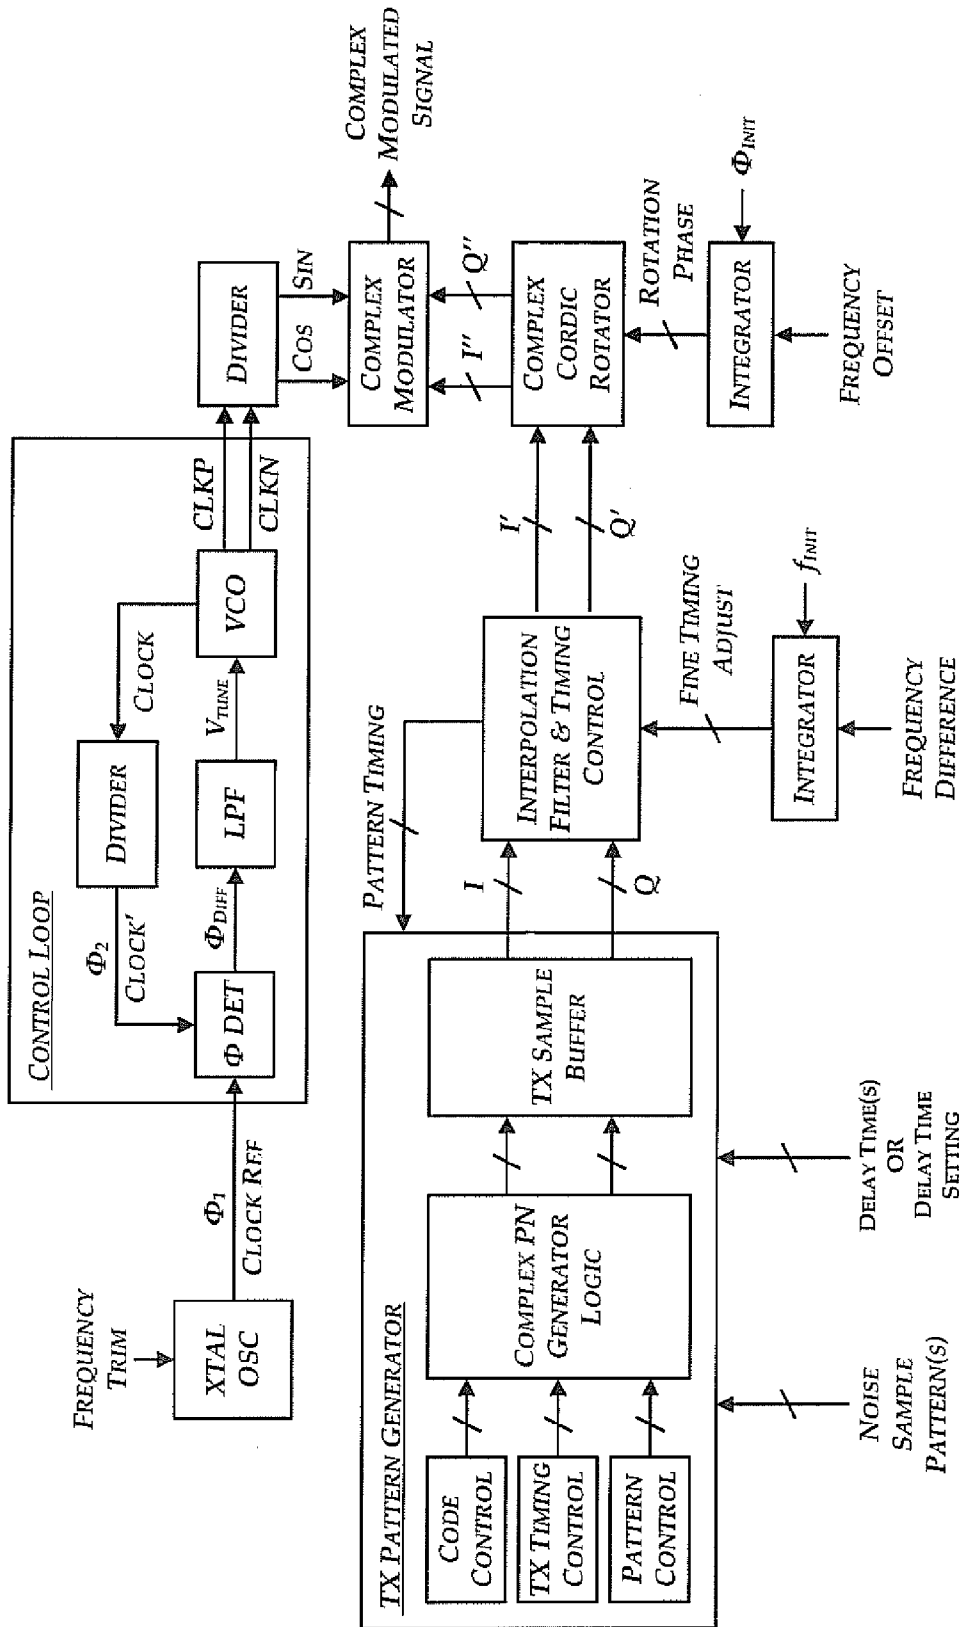 FREQUENCY
TRIM
XTAL
OSC
Φ1
CLOCK REF
CONTROL LOOP
Φ2
CLOCK'
Φ DET
ΦDIFF
DIVIDER
LPF
VTUNE
CLOCK
VCO
CLKP
CLKN
DIVIDER
COS
SIN
COMPLEX
MODULATOR
COMPLEX
MODULATED
SIGNAL
I''
Q''
TX PATTERN GENERATOR
CODE
CONTROL
TX TIMING
CONTROL
PATTERN
CONTROL
COMPLEX PN
GENERATOR
LOGIC
TX SAMPLE
BUFFER
PATTERN TIMING
I
Q
INTERPOLATION
FILTER & TIMING
CONTROL
I'
Q'
COMPLEX
CORDIC
ROTATOR
ROTATION
PHASE
INTEGRATOR
ΦINIT
FREQUENCY
OFFSET
FINE TIMING
ADJUST
INTEGRATOR
fINIT
FREQUENCY
DIFFERENCE
NOISE
SAMPLE
PATTERN(S)
DELAY TIME(S)
OR
DELAY TIME
SETTING